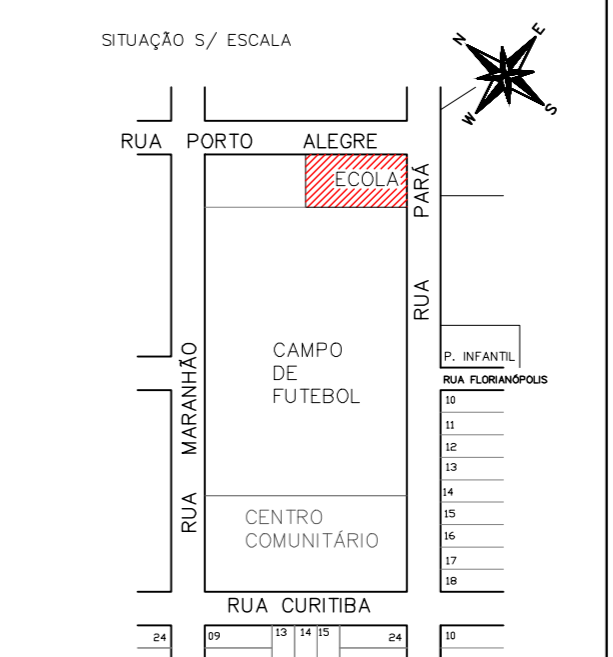 SITUAÇÃO S/ ESCALA
N
E
W
S
RUA PORTO ALEGRE
ECOLA
RUA PARÁ
CAMPO
DE
FUTEBOL
RUA MARANHÃO
P. INFANTIL
RUA FLORIANÓPOLIS
10
11
12
13
14
15
16
17
18
CENTRO
COMUNITÁRIO
RUA CURITIBA
24
09
13
14
15
24
10